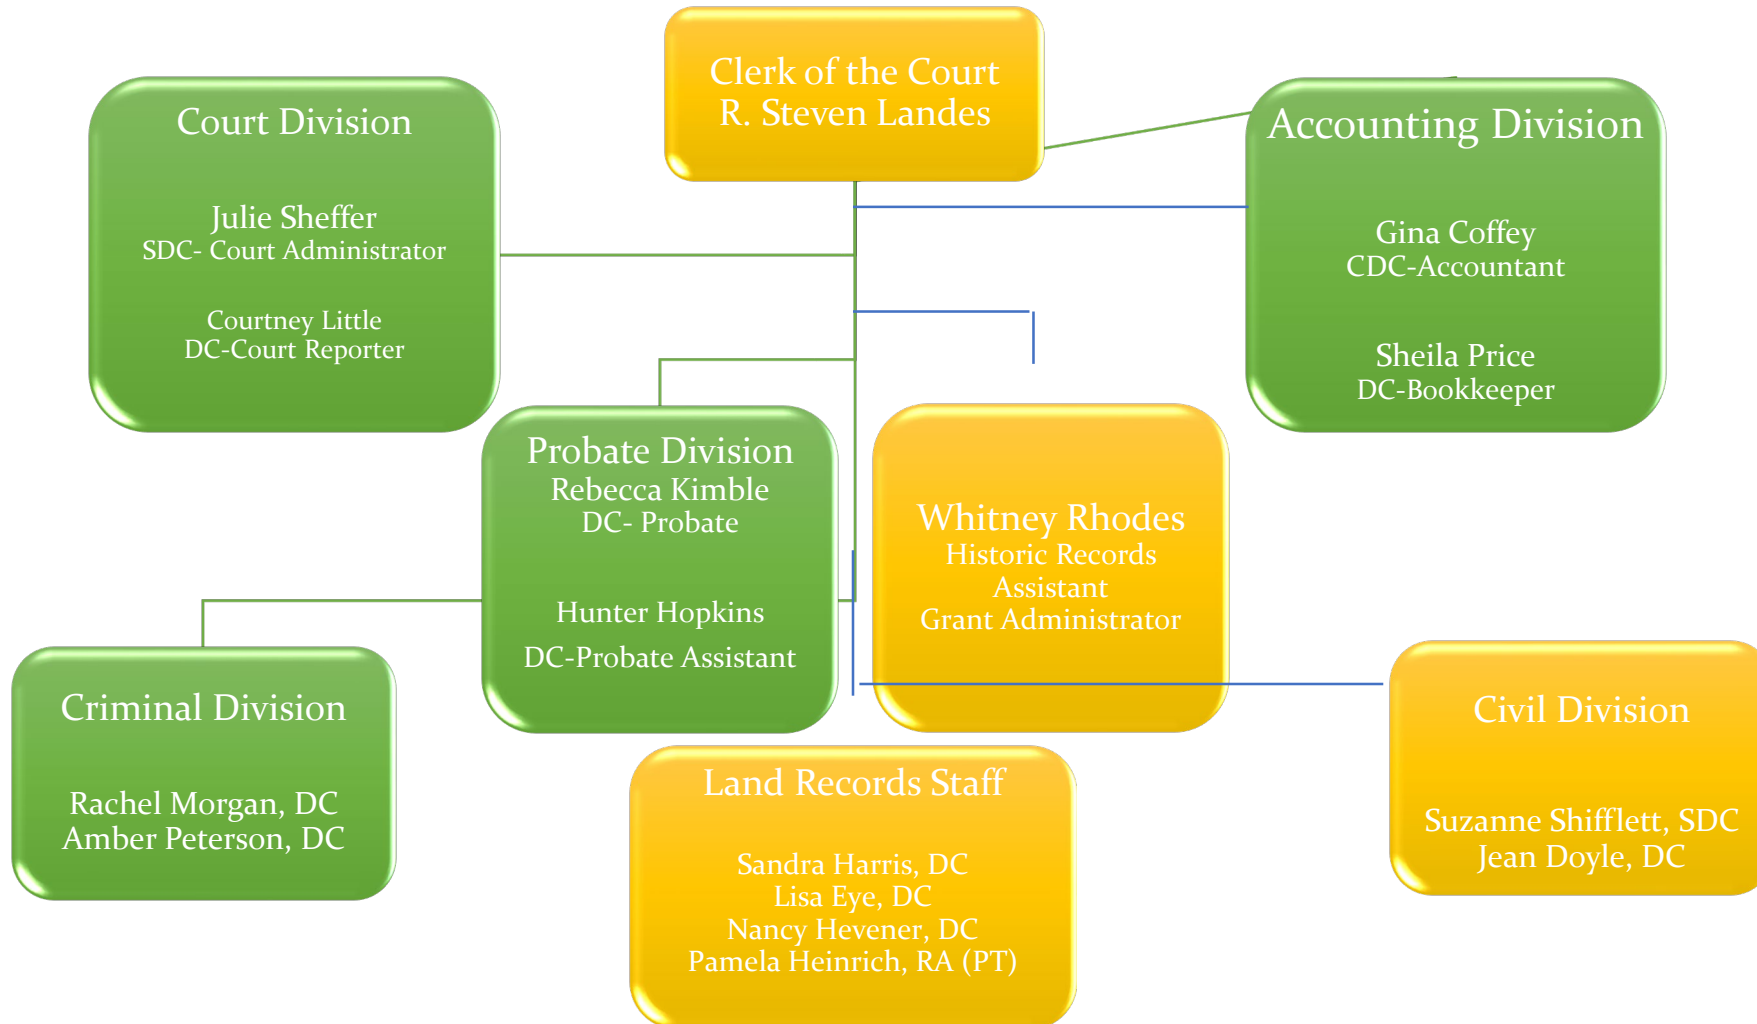 Clerk of the Court
R. Steven Landes
Court Division
Julie Sheffer
SDC- Court Administrator
Courtney Little
DC-Court Reporter
Accounting Division
Gina Coffey
CDC-Accountant
Sheila Price
DC-Bookkeeper
Probate Division
Rebecca Kimble
DC- Probate
Hunter Hopkins
DC-Probate Assistant
Whitney Rhodes
Historic Records
Assistant
Grant Administrator
Criminal Division
Rachel Morgan, DC
Amber Peterson, DC
Land Records Staff
Sandra Harris, DC
Lisa Eye, DC
Nancy Hevener, DC
Pamela Heinrich, RA (PT)
Civil Division
Suzanne Shifflett, SDC
Jean Doyle, DC